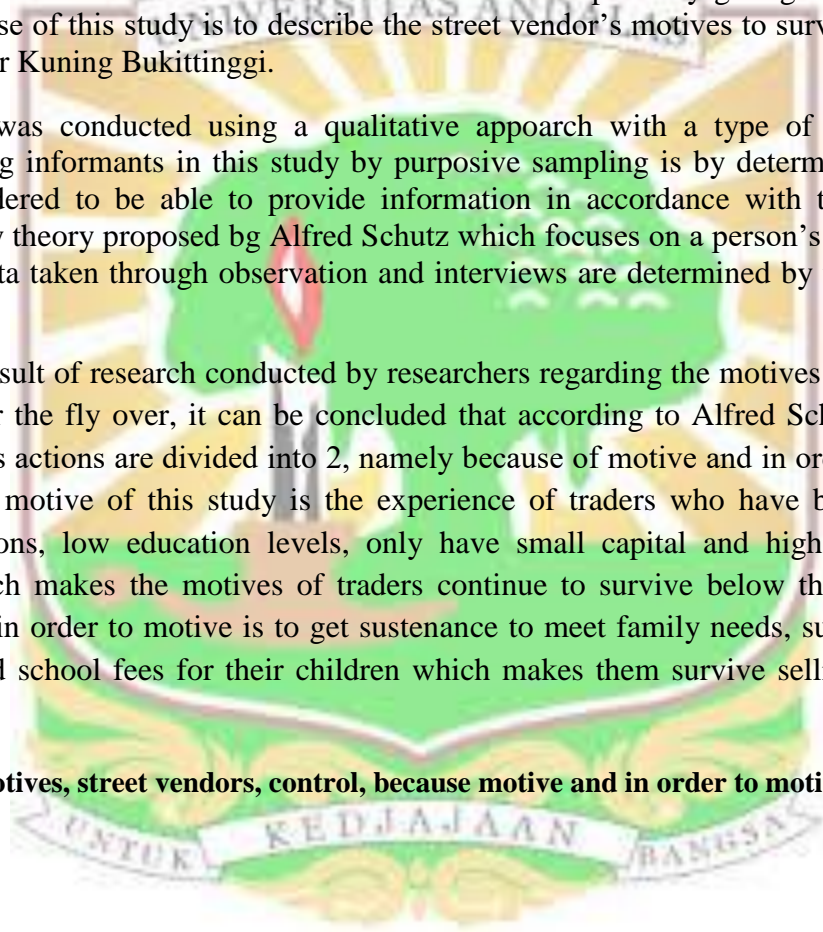 UNIVERSITAS ANDALAS
se of this study is to describe the street vendor's motives to surv
r Kuning Bukittinggi.
was conducted using a qualitative appoarch with a type of
g informants in this study by purposive sampling is by determ
dered to be able to provide information in accordance with t
y theory proposed bg Alfred Schutz which focuses on a person's
ta taken through observation and interviews are determined by
sult of research conducted by researchers regarding the motives
r the fly over, it can be concluded that according to Alfred Sch
s actions are divided into 2, namely because of motive and in or
motive of this study is the experience of traders who have b
ons, low education levels, only have small capital and high
ch makes the motives of traders continue to survive below th
in order to motive is to get sustenance to meet family needs, su
d school fees for their children which makes them survive sell
otives, street vendors, control, because motive and in order to moti
UNTUK KEDJAJAAN BANGSA